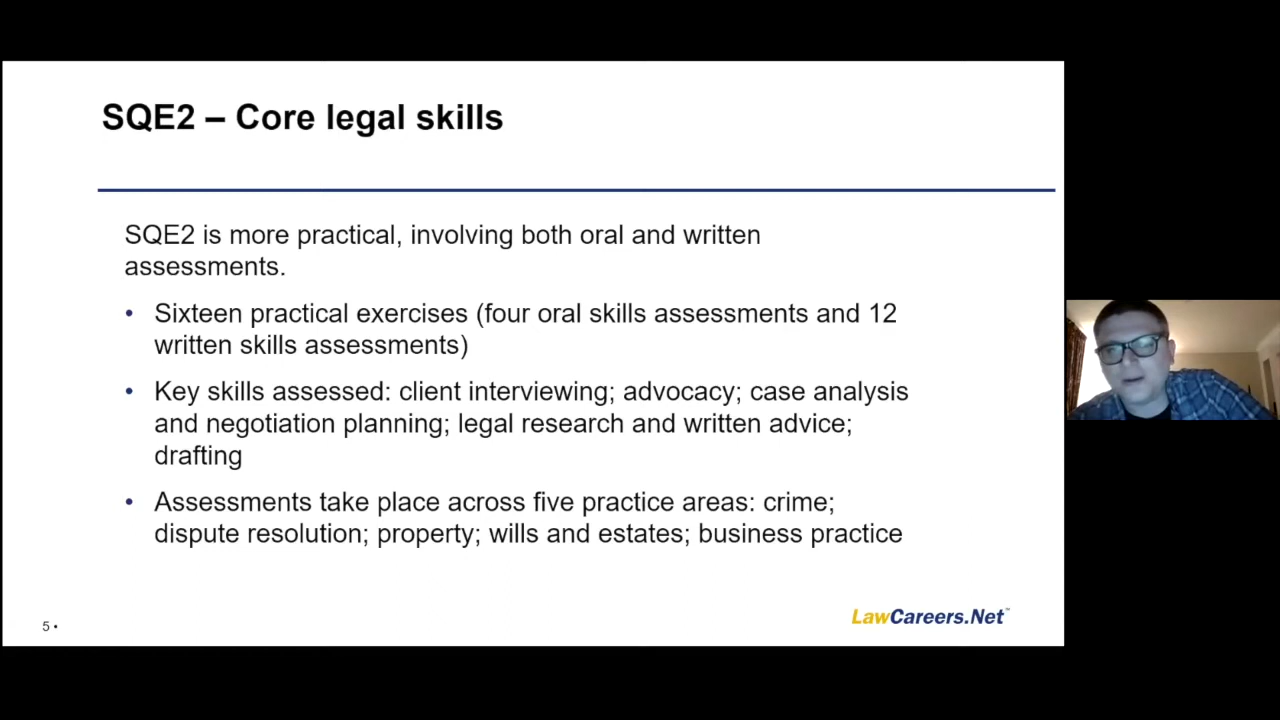 SQE2 – Core legal skills
SQE2 is more practical, involving both oral and written
assessments.
• Sixteen practical exercises (four oral skills assessments and 12
written skills assessments)
• Key skills assessed: client interviewing; advocacy; case analysis
and negotiation planning; legal research and written advice;
drafting
• Assessments take place across five practice areas: crime;
dispute resolution; property; wills and estates; business practice
5 •
LawCareers.Net™